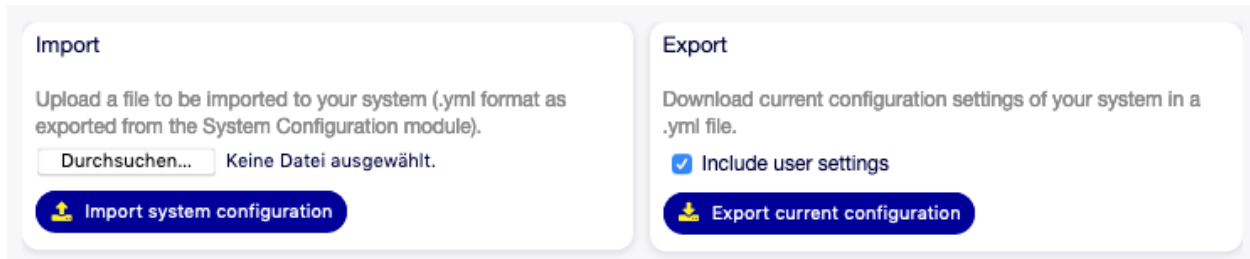 Import
Upload a file to be imported to your system (.yml format as
exported from the System Configuration module).
Durchsuchen... Keine Datei ausgewählt.
Import system configuration
Export
Download current configuration settings of your system in a
.yml file.
Include user settings
Export current configuration